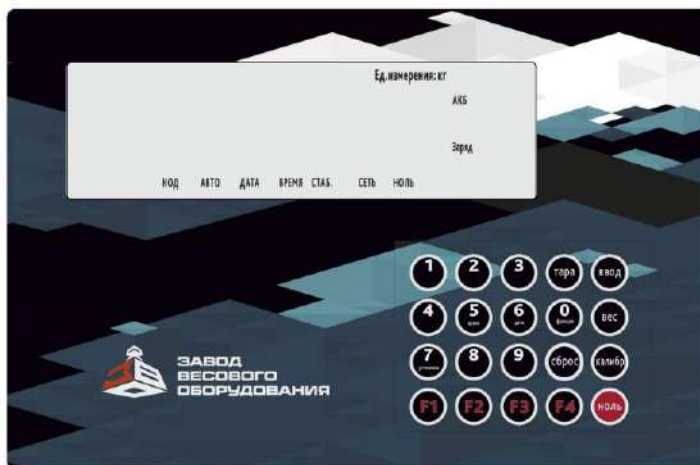 Ед.измерения: кг
АКБ
Заряд
НОД АВТО ДАТА ВРЕМЯ СТАБ. СЕТЬ НОЛЬ
1 2 3 тара ввод
4 5 6 0 вес
7 8 9 сброс калибр
F1 F2 F3 F4 ноль
ЗАВОД
ВЕСОВОГО
ОБОРУДОВАНИЯ